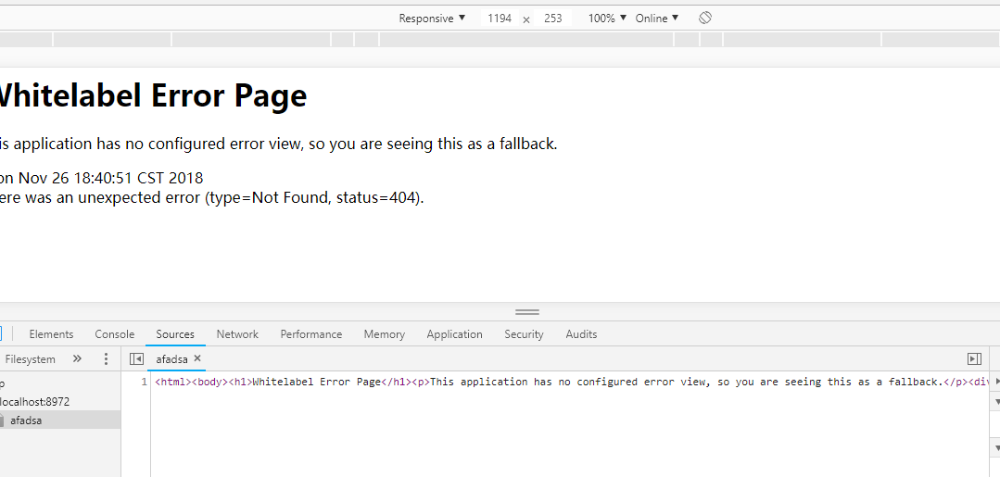 Responsive ▼ 1194 × 253 100% ▼ Online ▼
Whitelabel Error Page
is application has no configured error view, so you are seeing this as a fallback.
on Nov 26 18:40:51 CST 2018
ere was an unexpected error (type=Not Found, status=404).
Elements Console Sources Network Performance Memory Application Security Audits
Filesystem » ⋮ afadsa ×
p
localhost:8972
afadsa
1 <html><body><h1>Whitelabel Error Page</h1><p>This application has no configured error view, so you are seeing this as a fallback.</p><div